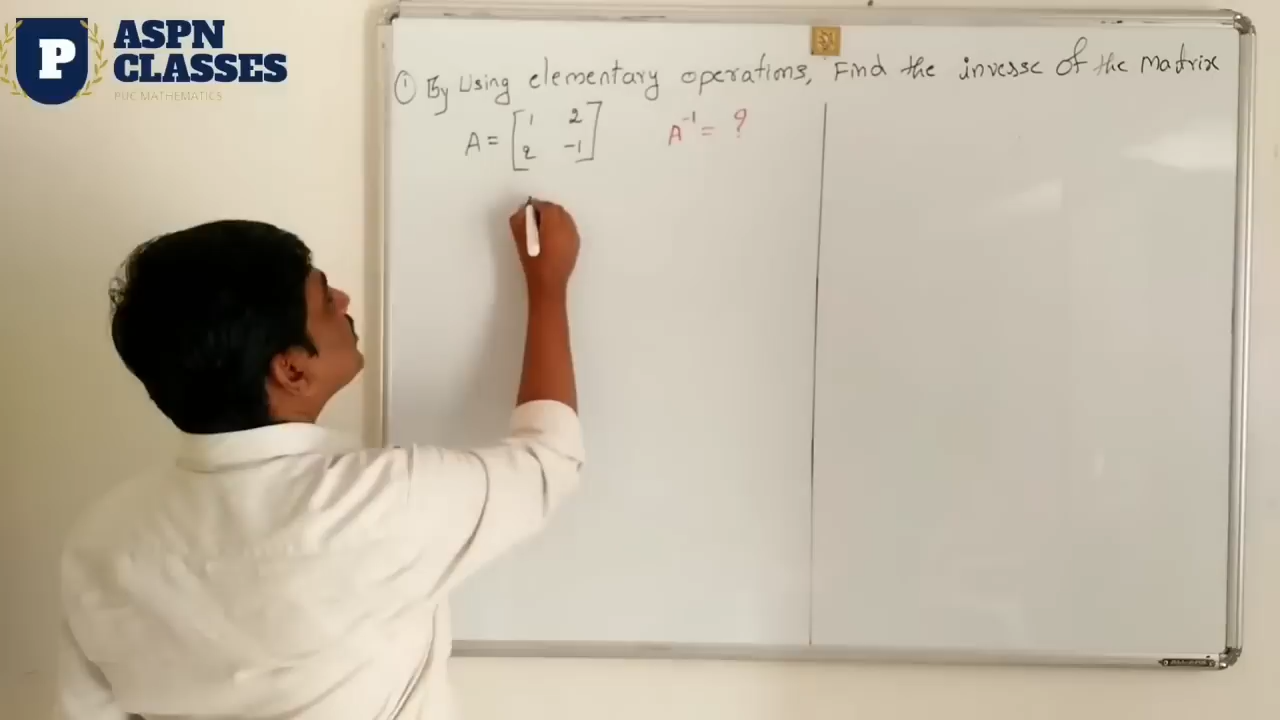 P
ASPN
CLASSES
PUC MATHEMATICS
① By Using elementary operations, Find the inverse of the matrix
A = [1 2
2 -1] A⁻¹ = ?